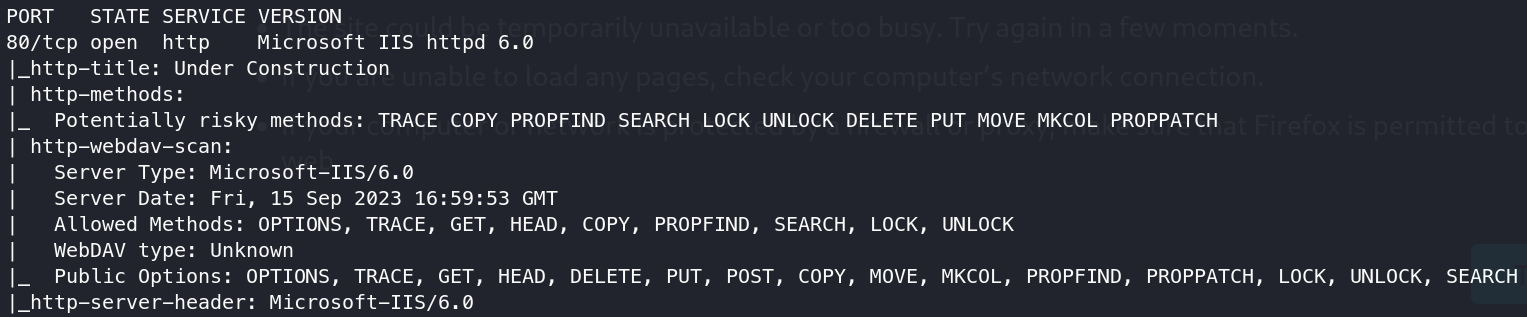 PORT   STATE SERVICE VERSION
80/tcp open  http    Microsoft IIS httpd 6.0
|_http-title: Under Construction
| http-methods:
|_  Potentially risky methods: TRACE COPY PROPFIND SEARCH LOCK UNLOCK DELETE PUT MOVE MKCOL PROPPATCH
| http-webdav-scan:
|   Server Type: Microsoft-IIS/6.0
|   Server Date: Fri, 15 Sep 2023 16:59:53 GMT
|   Allowed Methods: OPTIONS, TRACE, GET, HEAD, COPY, PROPFIND, SEARCH, LOCK, UNLOCK
|   WebDAV type: Unknown
|_  Public Options: OPTIONS, TRACE, GET, HEAD, DELETE, PUT, POST, COPY, MOVE, MKCOL, PROPFIND, PROPPATCH, LOCK, UNLOCK, SEARCH
|_http-server-header: Microsoft-IIS/6.0
site could be temporarily unavailable or too busy. Try again in a few moments.
are unable to load any pages, check your computer's network connection.
that Firefox is permitted to
web